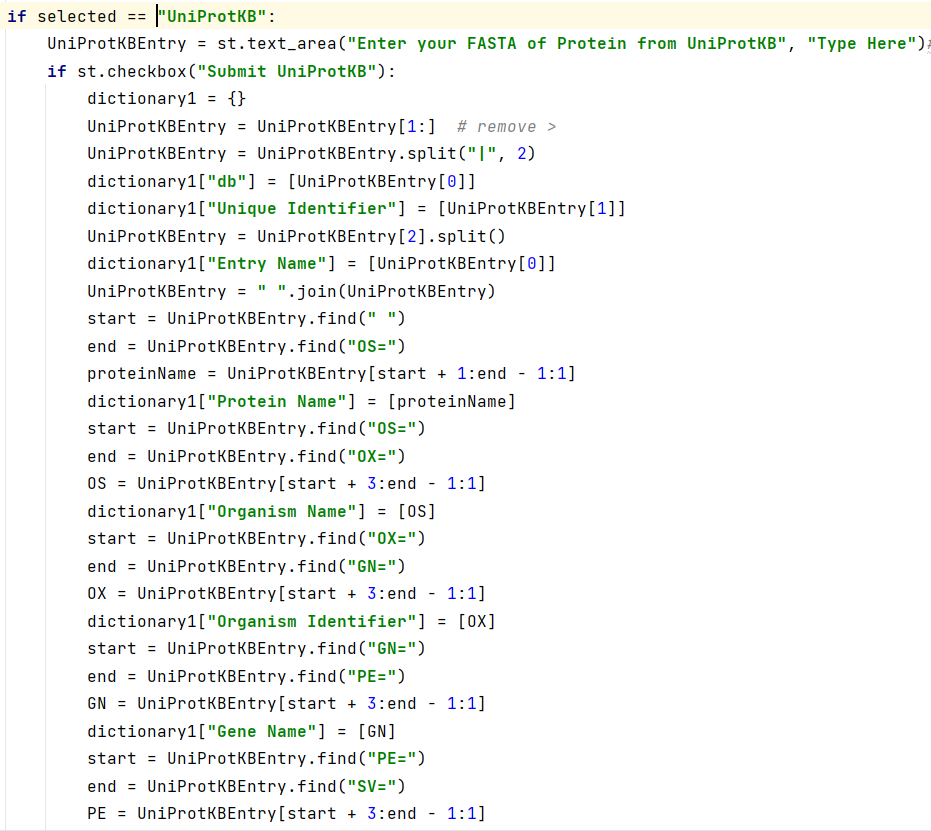 if selected == "UniProtKB":
    UniProtKBEntry = st.text_area("Enter your FASTA of Protein from UniProtKB", "Type Here")#
    if st.checkbox("Submit UniProtKB"):
        dictionary1 = {}
        UniProtKBEntry = UniProtKBEntry[1:]  # remove >
        UniProtKBEntry = UniProtKBEntry.split("|", 2)
        dictionary1["db"] = [UniProtKBEntry[0]]
        dictionary1["Unique Identifier"] = [UniProtKBEntry[1]]
        UniProtKBEntry = UniProtKBEntry[2].split()
        dictionary1["Entry Name"] = [UniProtKBEntry[0]]
        UniProtKBEntry = " ".join(UniProtKBEntry)
        start = UniProtKBEntry.find(" ")
        end = UniProtKBEntry.find("OS=")
        proteinName = UniProtKBEntry[start + 1:end - 1:1]
        dictionary1["Protein Name"] = [proteinName]
        start = UniProtKBEntry.find("OS=")
        end = UniProtKBEntry.find("OX=")
        OS = UniProtKBEntry[start + 3:end - 1:1]
        dictionary1["Organism Name"] = [OS]
        start = UniProtKBEntry.find("OX=")
        end = UniProtKBEntry.find("GN=")
        OX = UniProtKBEntry[start + 3:end - 1:1]
        dictionary1["Organism Identifier"] = [OX]
        start = UniProtKBEntry.find("GN=")
        end = UniProtKBEntry.find("PE=")
        GN = UniProtKBEntry[start + 3:end - 1:1]
        dictionary1["Gene Name"] = [GN]
        start = UniProtKBEntry.find("PE=")
        end = UniProtKBEntry.find("SV=")
        PE = UniProtKBEntry[start + 3:end - 1:1]